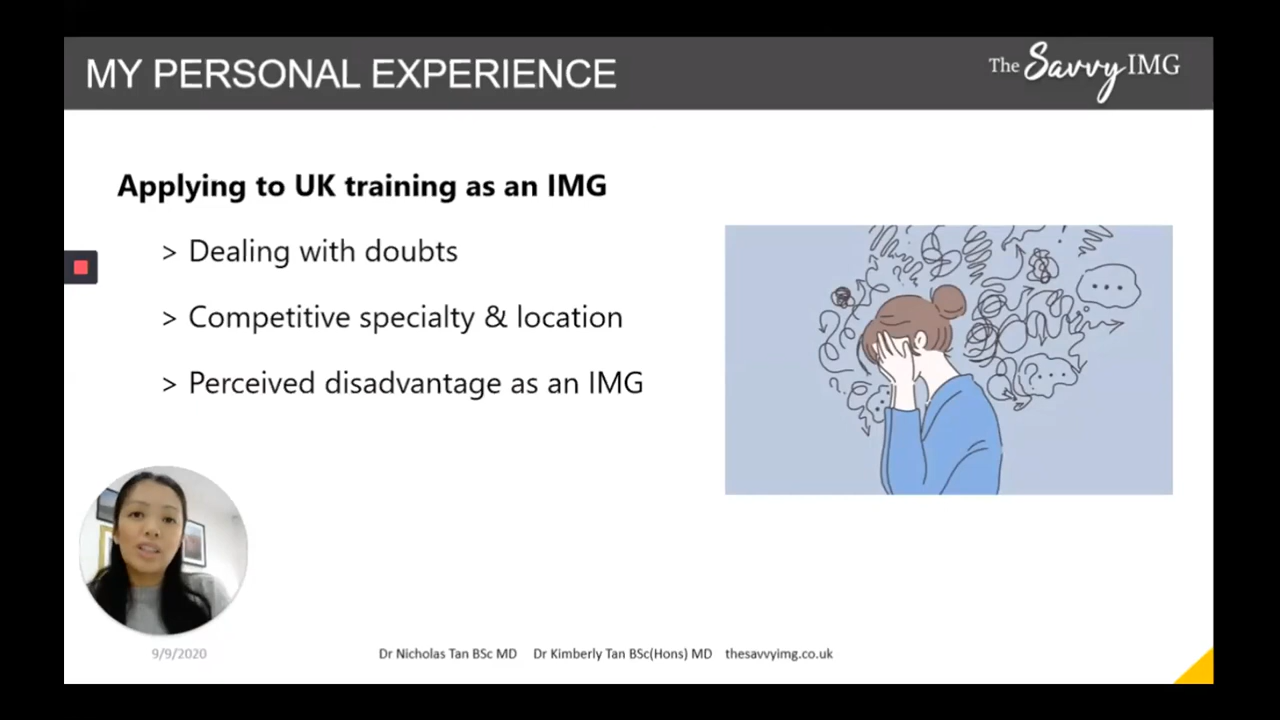 MY PERSONAL EXPERIENCE
The Savvy IMG
Applying to UK training as an IMG
> Dealing with doubts
> Competitive specialty & location
> Perceived disadvantage as an IMG
9/9/2020
Dr Nicholas Tan BSc MD Dr Kimberly Tan BSc(Hons) MD thesavvyimg.co.uk